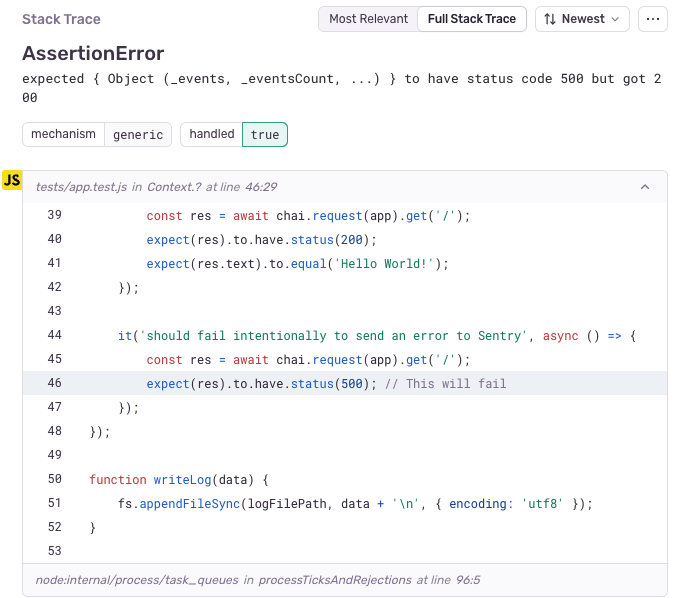 Stack Trace
Most Relevant
Full Stack Trace
Newest
...
AssertionError
expected { Object (_events, _eventsCount, ...) } to have status code 500 but got 2
00
mechanism generic
handled true
JS
tests/app.test.js in Context.? at line 46:29
39         const res = await chai.request(app).get('/');
40         expect(res).to.have.status(200);
41         expect(res.text).to.equal('Hello World!');
42     });
43
44     it('should fail intentionally to send an error to Sentry', async () => {
45         const res = await chai.request(app).get('/');
46         expect(res).to.have.status(500); // This will fail
47     });
48 });
49
50 function writeLog(data) {
51     fs.appendFileSync(logFilePath, data + '\n', { encoding: 'utf8' });
52 }
53
node:internal/process/task_queues in processTicksAndRejections at line 96:5